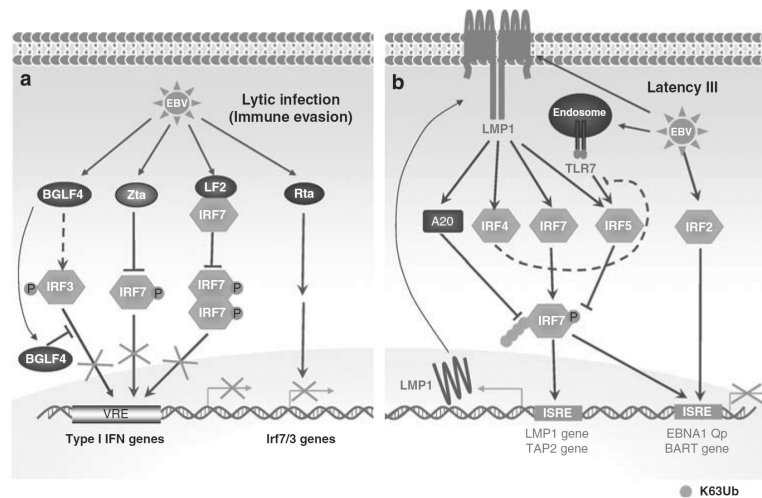 a
EBV
Lytic infection
(Immune evasion)
BGLF4
Zta
LF2
IRF7
Rta
P
IRF3
IRF7
P
IRF7
P
IRF7
P
BGLF4
VRE
Type I IFN genes
Irf7/3 genes
b
Latency III
LMP1
Endosome
TLR7
EBV
A20
IRF4
IRF7
IRF5
IRF2
IRF7
P
LMP1
ISRE
ISRE
LMP1 gene
TAP2 gene
EBNA1 Qp
BART gene
K63Ub